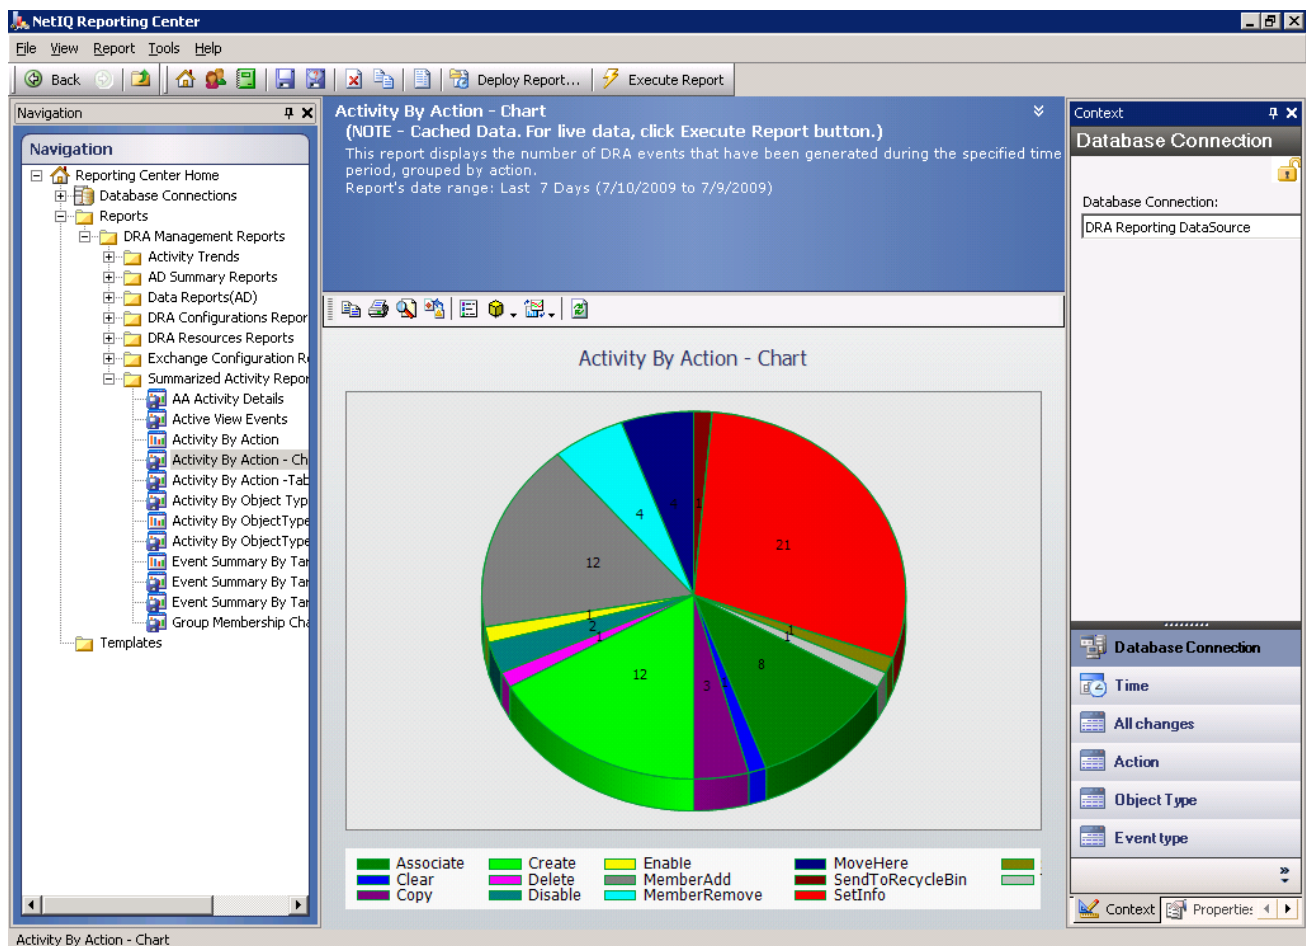 NetIQ Reporting Center
File View Report Tools Help
Back Deploy Report... Execute Report
Navigation
Navigation
Reporting Center Home
Database Connections
Reports
DRA Management Reports
Activity Trends
AD Summary Reports
Data Reports(AD)
DRA Configurations Repor
DRA Resources Reports
Exchange Configuration R
Summarized Activity Repor
AA Activity Details
Active View Events
Activity By Action
Activity By Action - Ch
Activity By Action -Tab
Activity By Object Typ
Activity By ObjectType
Activity By ObjectType
Event Summary By Tar
Event Summary By Tar
Event Summary By Tar
Group Membership Cha
Templates
Activity By Action - Chart
(NOTE - Cached Data. For live data, click Execute Report button.)
This report displays the number of DRA events that have been generated during the specified time
period, grouped by action.
Report's date range: Last 7 Days (7/10/2009 to 7/9/2009)
Activity By Action - Chart
4
4
1
21
12
1
2
1
1
1
12
3
1
8
Associate Create Enable MoveHere
Clear Delete MemberAdd SendToRecycleBin
Copy Disable MemberRemove SetInfo
Context
Database Connection
Database Connection:
DRA Reporting DataSource
Database Connection
Time
All changes
Action
Object Type
Event type
Context Properties
Activity By Action - Chart